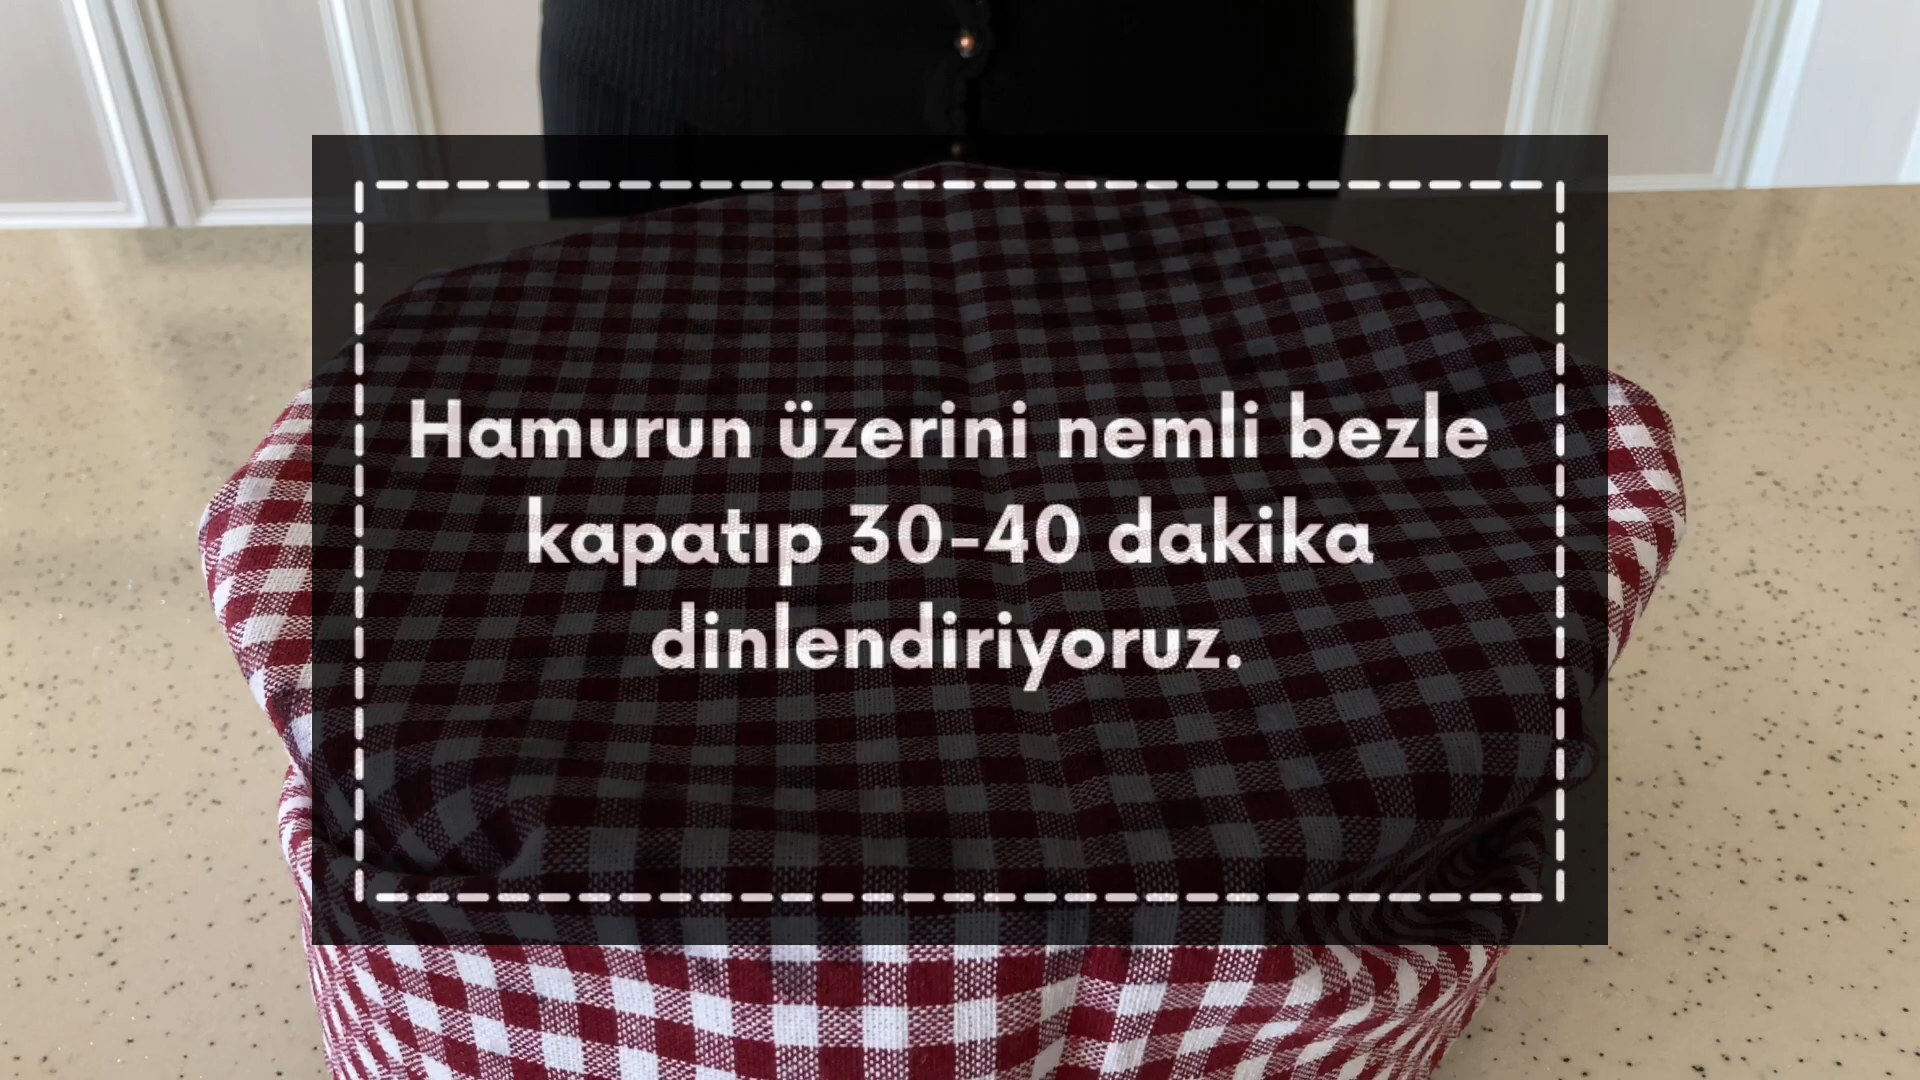 Hamurun üzerini nemli bezle
kapatıp 30-40 dakika
dinlendiriyoruz.